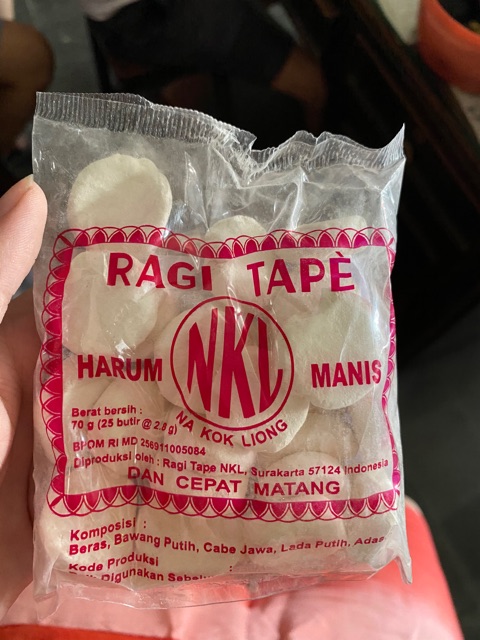 RAGI TAPÈ
HARUM NKL MANIS
NA KOK LIONG
Berat bersih :
70 g (25 butir @ 2.8 g)
BPOM RI MD 256911005084
Diproduksi oleh : Ragi Tape NKL, Surakarta 57124 Indonesia
DAN CEPAT MATANG
Komposisi :
Beras, Bawang Putih, Cabe Jawa, Lada Putih, Adas
Kode Produksi :
Digunakan